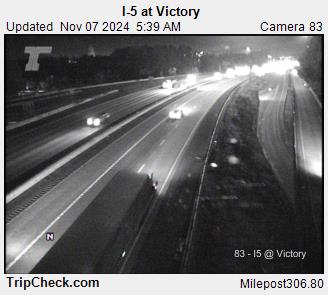 I-5 at Victory
Updated Nov 07 2024 5:39 AM Camera 83
T
N
83 - I5 @ Victory
TripCheck.com Milepost306.80